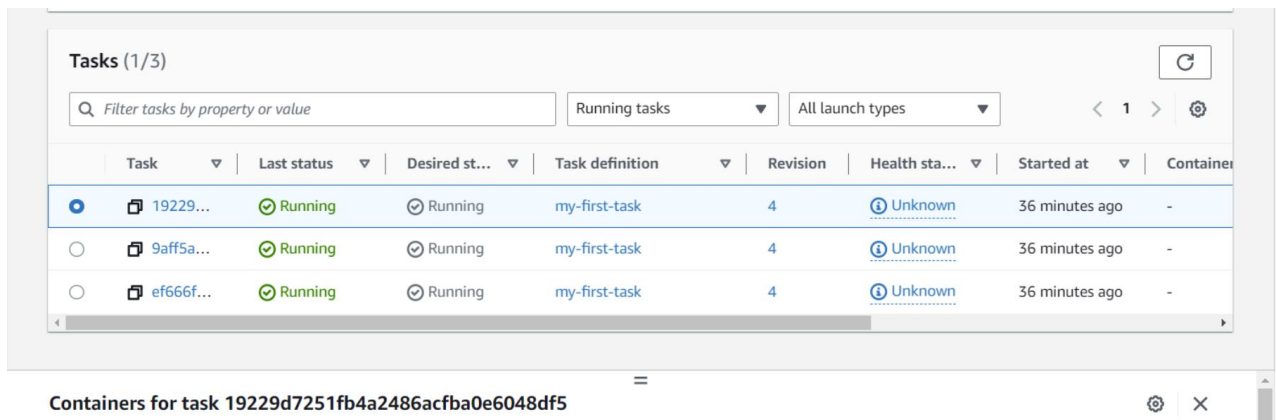 Tasks (1/3)
Filter tasks by property or value Running tasks All launch types 1
Task Last status Desired st... Task definition Revision Health sta... Started at Container
19229... Running Running my-first-task 4 Unknown 36 minutes ago -
9aff5a... Running Running my-first-task 4 Unknown 36 minutes ago -
ef666f... Running Running my-first-task 4 Unknown 36 minutes ago -
Containers for task 19229d7251fb4a2486acfba0e6048df5